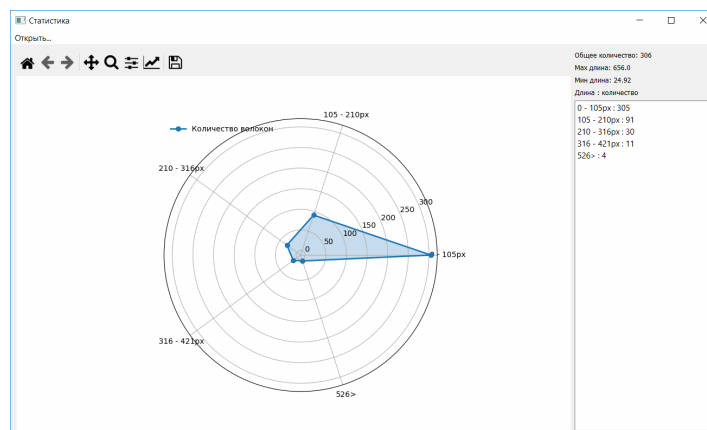 Статистика
Открыть...
Общее количество: 306
Max длина: 656.0
Мин длина: 24.92
Длина : количество
0 - 105px : 305
105 - 210px : 91
210 - 316px : 30
316 - 421px : 11
526> : 4
105 - 210px
Количество волокон
210 - 316px
300
250
200
150
100
50
0
- 105px
316 - 421px
526>